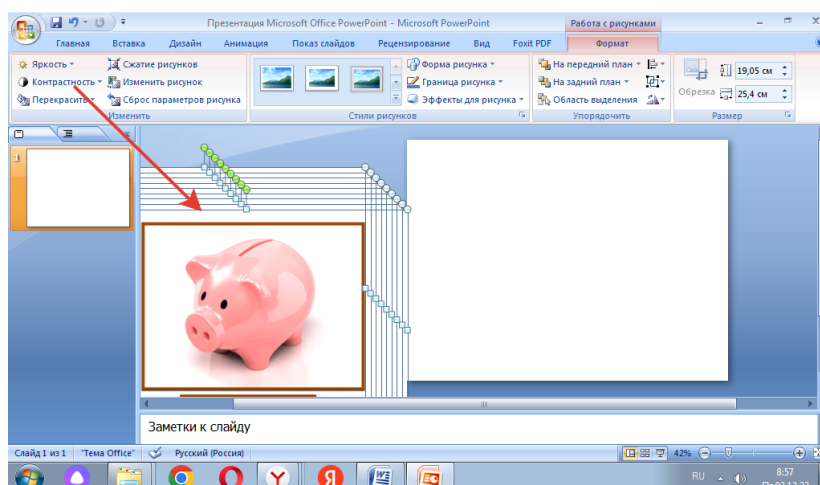 Презентация Microsoft Office PowerPoint - Microsoft PowerPoint
Работа с рисунками
Главная Вставка Дизайн Анимация Показ слайдов Рецензирование Вид Foxit PDF Формат
Яркость Сжатие рисунков Форма рисунка На передний план 19,05 см
Контрастность Изменить рисунок Граница рисунка На задний план
Перекрасить Сброс параметров рисунка Эффекты для рисунка Область выделения Обрезка 25,4 см
Изменить Стили рисунков Упорядочить Размер
1
Заметки к слайду
Слайд 1 из 1 "Тема Office" Русский (Россия) 42%
RU 8:57